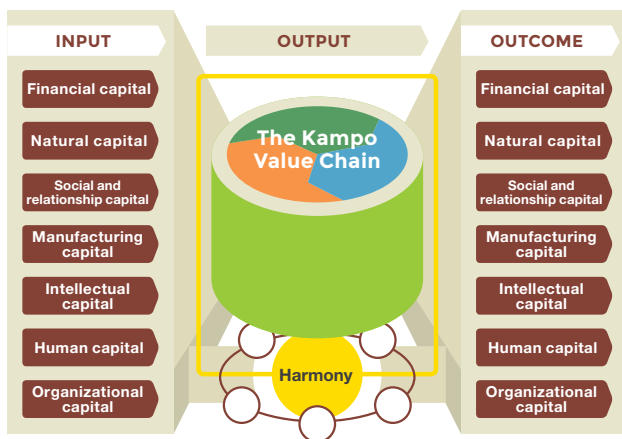 INPUT
Financial capital
Natural capital
Social and
relationship capital
Manufacturing
capital
Intellectual
capital
Human capital
Organizational
capital
OUTPUT
The Kampo
Value Chain
Harmony
OUTCOME
Financial capital
Natural capital
Social and
relationship capital
Manufacturing
capital
Intellectual
capital
Human capital
Organizational
capital